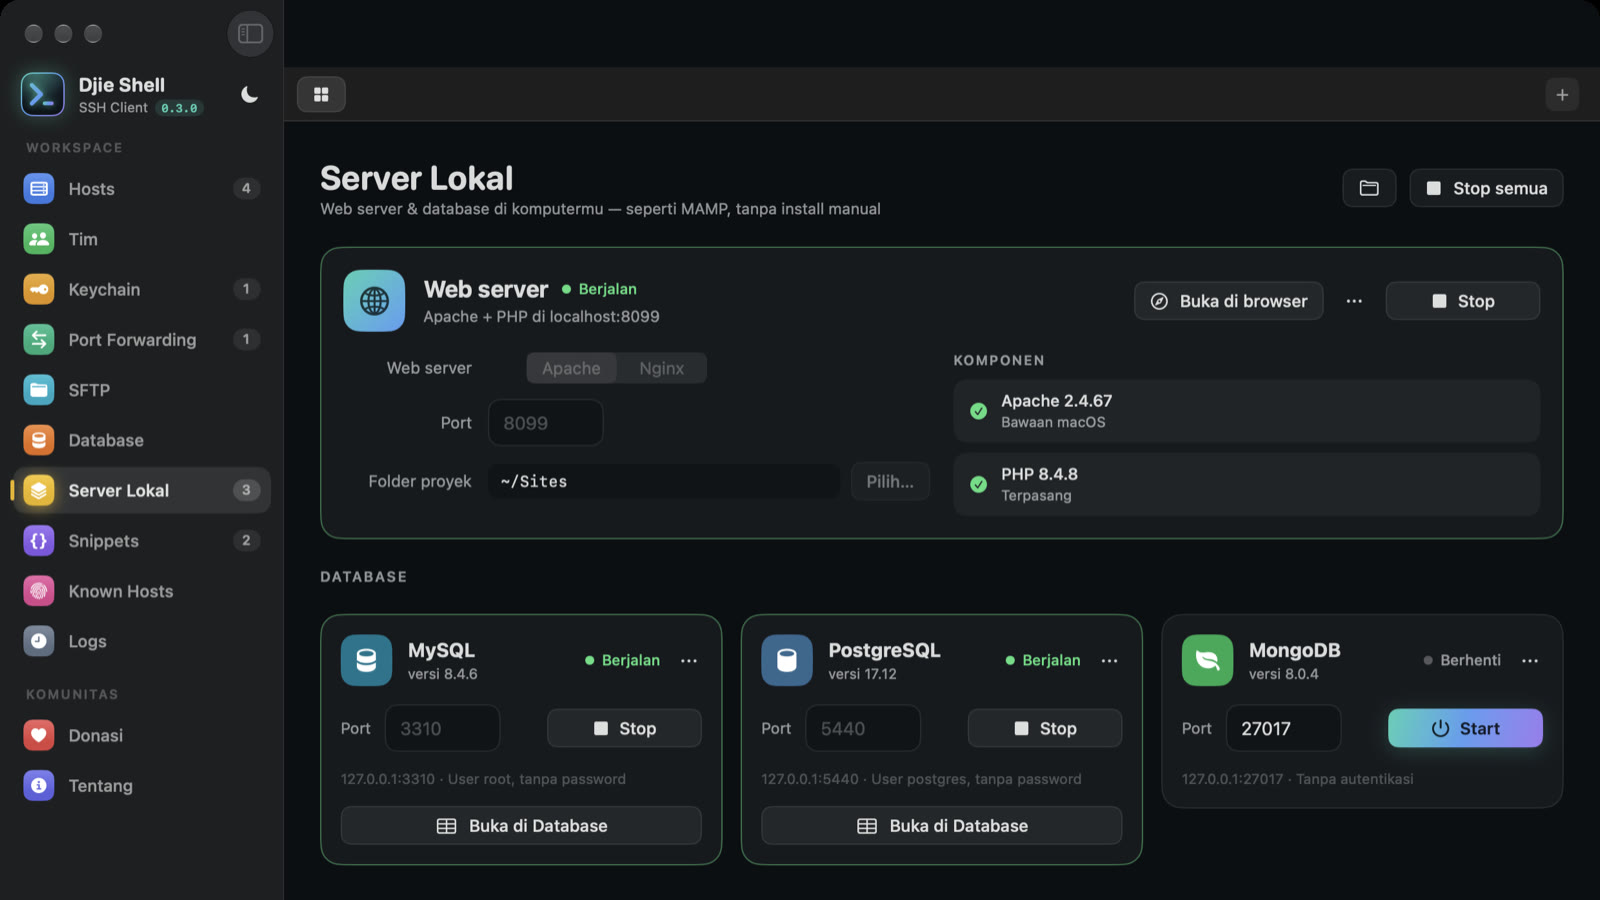 Djie Shell
SSH Client 0.3.0
WORKSPACE
Hosts 4
Tim
Keychain 1
Port Forwarding 1
SFTP
Database
Server Lokal 3
Snippets 2
Known Hosts
Logs
KOMUNITAS
Donasi
Tentang
Server Lokal
Web server & database di komputermu — seperti MAMP, tanpa install manual
Stop semua
Web server Berjalan
Apache + PHP di localhost:8099
Buka di browser
Stop
Web server Apache Nginx
Port 8099
Folder proyek ~/Sites Pilih...
KOMPONEN
Apache 2.4.67
Bawaan macOS
PHP 8.4.8
Terpasang
DATABASE
MySQL Berjalan
versi 8.4.6
Port 3310 Stop
127.0.0.1:3310 · User root, tanpa password
Buka di Database
PostgreSQL Berjalan
versi 17.12
Port 5440 Stop
127.0.0.1:5440 · User postgres, tanpa password
Buka di Database
MongoDB Berhenti
versi 8.0.4
Port 27017 Start
127.0.0.1:27017 · Tanpa autentikasi